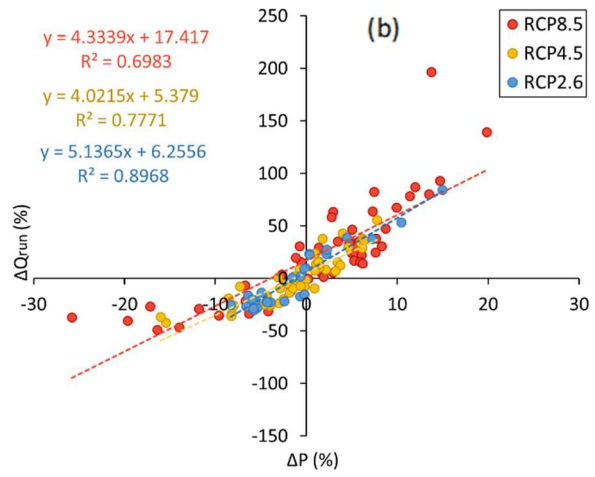 (b)
y = 4.3339x + 17.417
R² = 0.6983
y = 4.0215x + 5.379
R² = 0.7771
y = 5.1365x + 6.2556
R² = 0.8968
RCP8.5
RCP4.5
RCP2.6
250
200
150
100
50
0
-50
-100
-150
-30
-20
-10
10
20
30
ΔQrun (%)
ΔP (%)